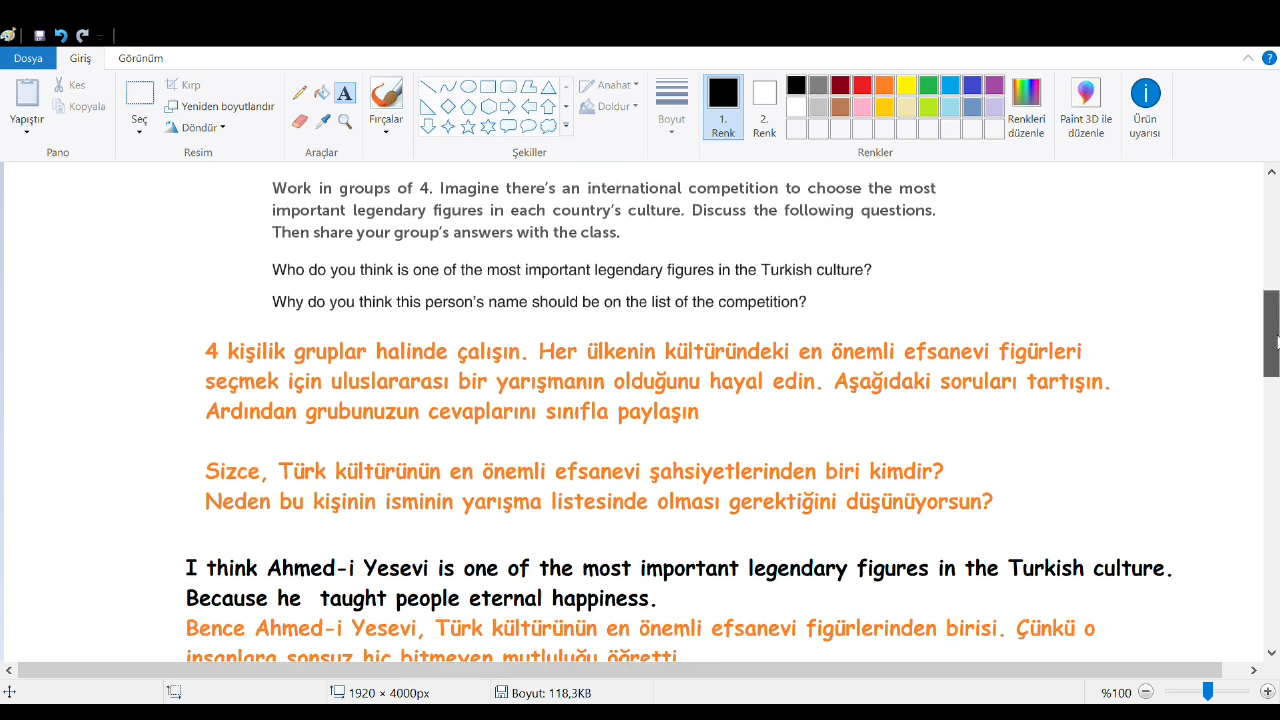 Dosya Giriş Görünüm
Yapıştır
Kes
Kopyala
Pano
Seç
Kırp
Yeniden boyutlandır
Döndür
Resim
A
Araçlar
Fırçalar
Şekiller
Anahat
Doldur
Boyut
1.
Renk
2.
Renk
Renkleri
düzenle
Renkler
Paint 3D ile
düzenle
Ürün
uyarısı
Work in groups of 4. Imagine there's an international competition to choose the most
important legendary figures in each country's culture. Discuss the following questions.
Then share your group's answers with the class.
Who do you think is one of the most important legendary figures in the Turkish culture?
Why do you think this person's name should be on the list of the competition?
4 kişilik gruplar halinde çalışın. Her ülkenin kültüründeki en önemli efsanevi figürleri
seçmek için uluslararası bir yarışmanın olduğunu hayal edin. Aşağıdaki soruları tartışın.
Ardından grubunuzun cevaplarını sınıfla paylaşın
Sizce, Türk kültürünün en önemli efsanevi şahsiyetlerinden biri kimdir?
Neden bu kişinin isminin yarışma listesinde olması gerektiğini düşünüyorsun?
I think Ahmed-i Yesevi is one of the most important legendary figures in the Turkish culture.
Because he taught people eternal happiness.
Bence Ahmed-i Yesevi, Türk kültürünün en önemli efsanevi figürlerinden birisi. Çünkü o
insanlara sonsuz hiç bitmeyen mutluluğu öğretti
1920 × 4000px
Boyut: 118,3KB
%100